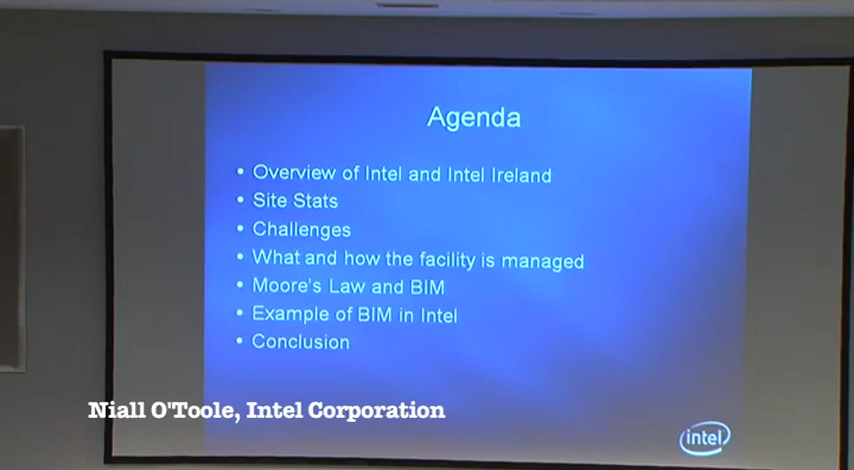 Agenda
• Overview of Intel and Intel Ireland
• Site Stats
• Challenges
• What and how the facility is managed
• Moore's Law and BIM
• Example of BIM in Intel
• Conclusion
Niall O'Toole, Intel Corporation
intel